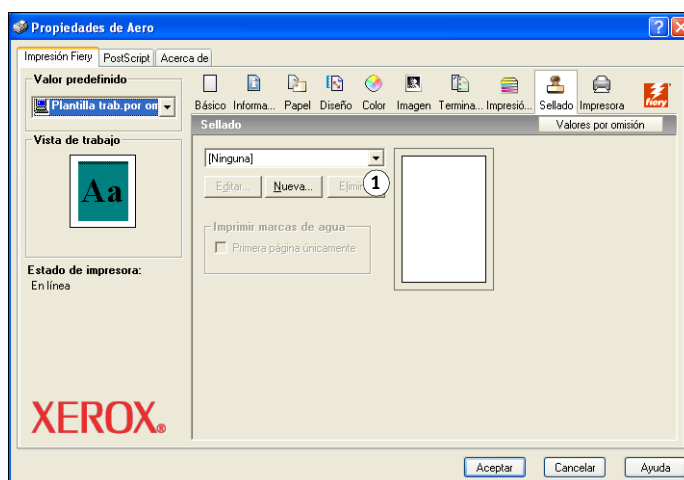 Propiedades de Aero
Impresión Fiery
PostScript
Acerca de
Valor predefinido
Plantilla trab.por om
Vista de trabajo
Aa
Estado de impresora:
En línea
XEROX®
Básico
Informa...
Papel
Diseño
Color
Imagen
Termina...
Impresió...
Sellado
Impresora
fiery
Sellado
Valores por omisión
[Ninguna]
Editar...
Nueva...
Elimi
1
Imprimir marcas de agua
Primera página únicamente
Aceptar
Cancelar
Ayuda